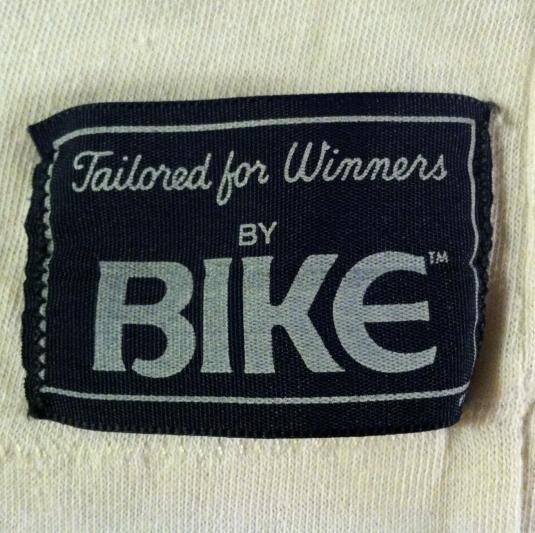 Tailored for Winners
BY
BIKE™